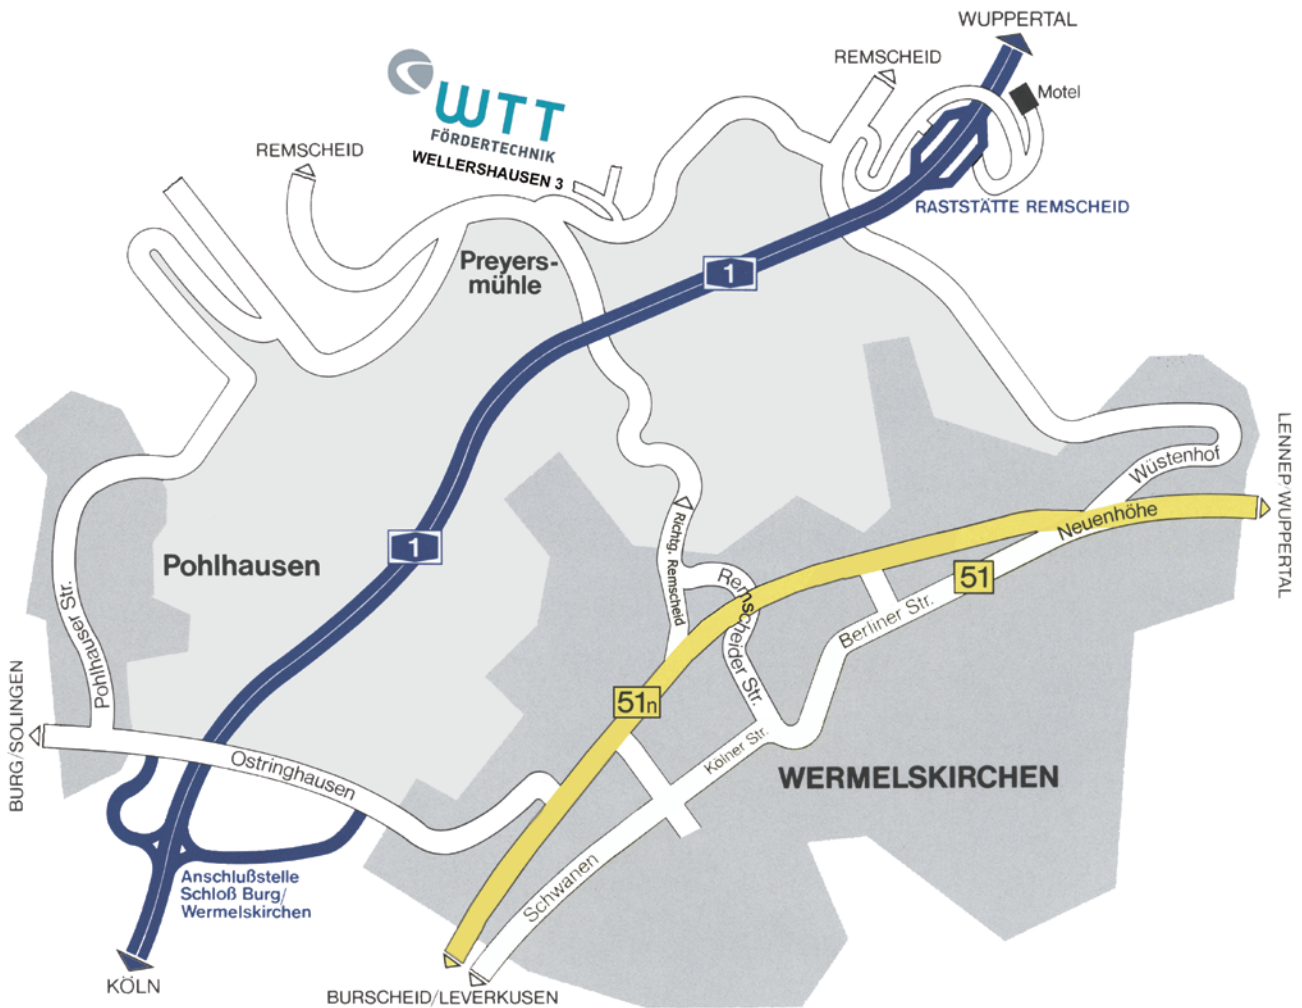 WUPPERTAL
REMSCHEID
Motel
WTT
FÖRDERTECHNIK
WELLERSHAUSEN 3
REMSCHEID
RASTSTÄTTE REMSCHEID
Preyers-
mühle
1
LENNEP/WUPPERTAL
Wüstenhof
Neuenhöhe
Richtg. Remscheid
1
Pohlhausen
Remscheider Str.
51
Berliner Str.
Pohlhauser Str.
BURG/SOLINGEN
51n
Kölner Str.
Ostringhausen
WERMELSKIRCHEN
Schwanen
Anschlußstelle
Schloß Burg/
Wermelskirchen
KÖLN
BURSCHEID/LEVERKUSEN